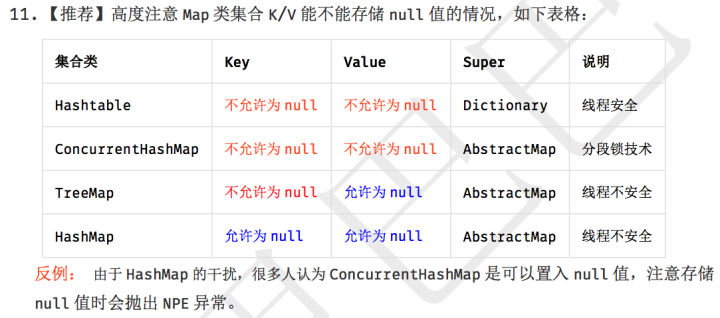 11.【推荐】高度注意 Map 类集合 K/V 能不能存储 null 值的情况，如下表格：
集合类 Key Value Super 说明
Hashtable 不允许为 null 不允许为 null Dictionary 线程安全
ConcurrentHashMap 不允许为 null 不允许为 null AbstractMap 分段锁技术
TreeMap 不允许为 null 允许为 null AbstractMap 线程不安全
HashMap 允许为 null 允许为 null AbstractMap 线程不安全
反例： 由于 HashMap 的干扰，很多人认为 ConcurrentHashMap 是可以置入 null 值，注意存储
null 值时会抛出 NPE 异常。